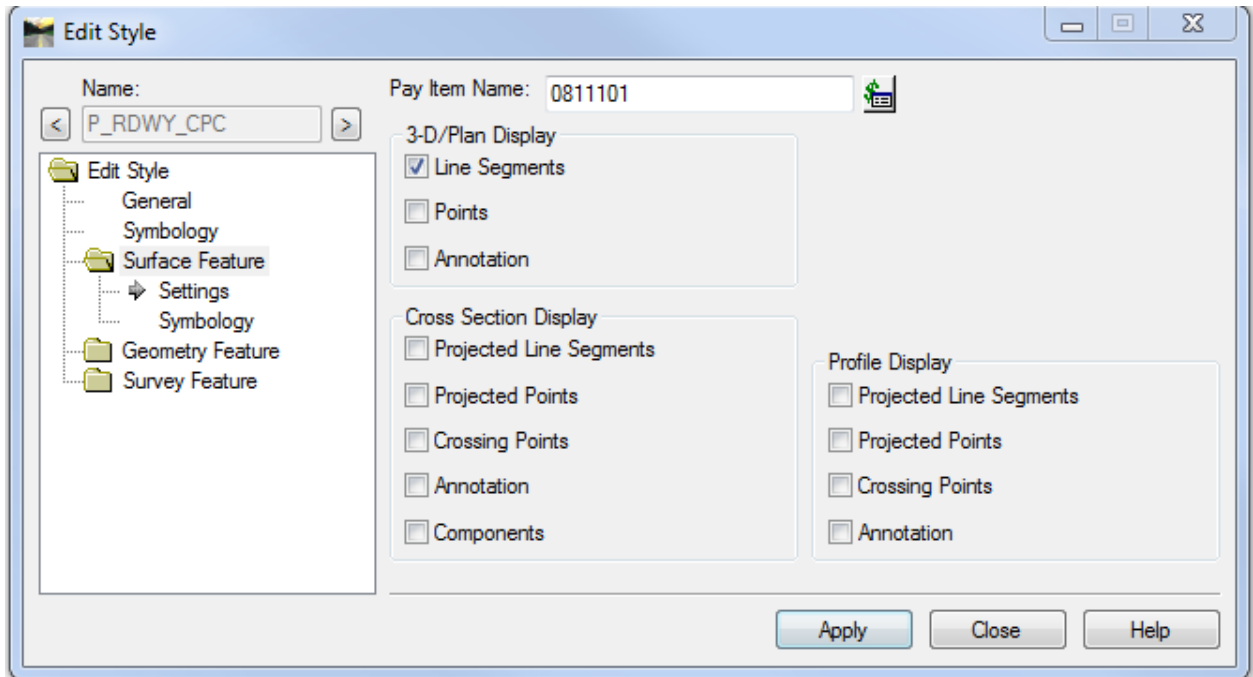 Edit Style
Name:
< P_RDWY_CPC >
Edit Style
General
Symbology
Surface Feature
Settings
Symbology
Geometry Feature
Survey Feature
Pay Item Name: 0811101
3-D/Plan Display
Line Segments
Points
Annotation
Cross Section Display
Projected Line Segments
Projected Points
Crossing Points
Annotation
Components
Profile Display
Projected Line Segments
Projected Points
Crossing Points
Annotation
Apply Close Help